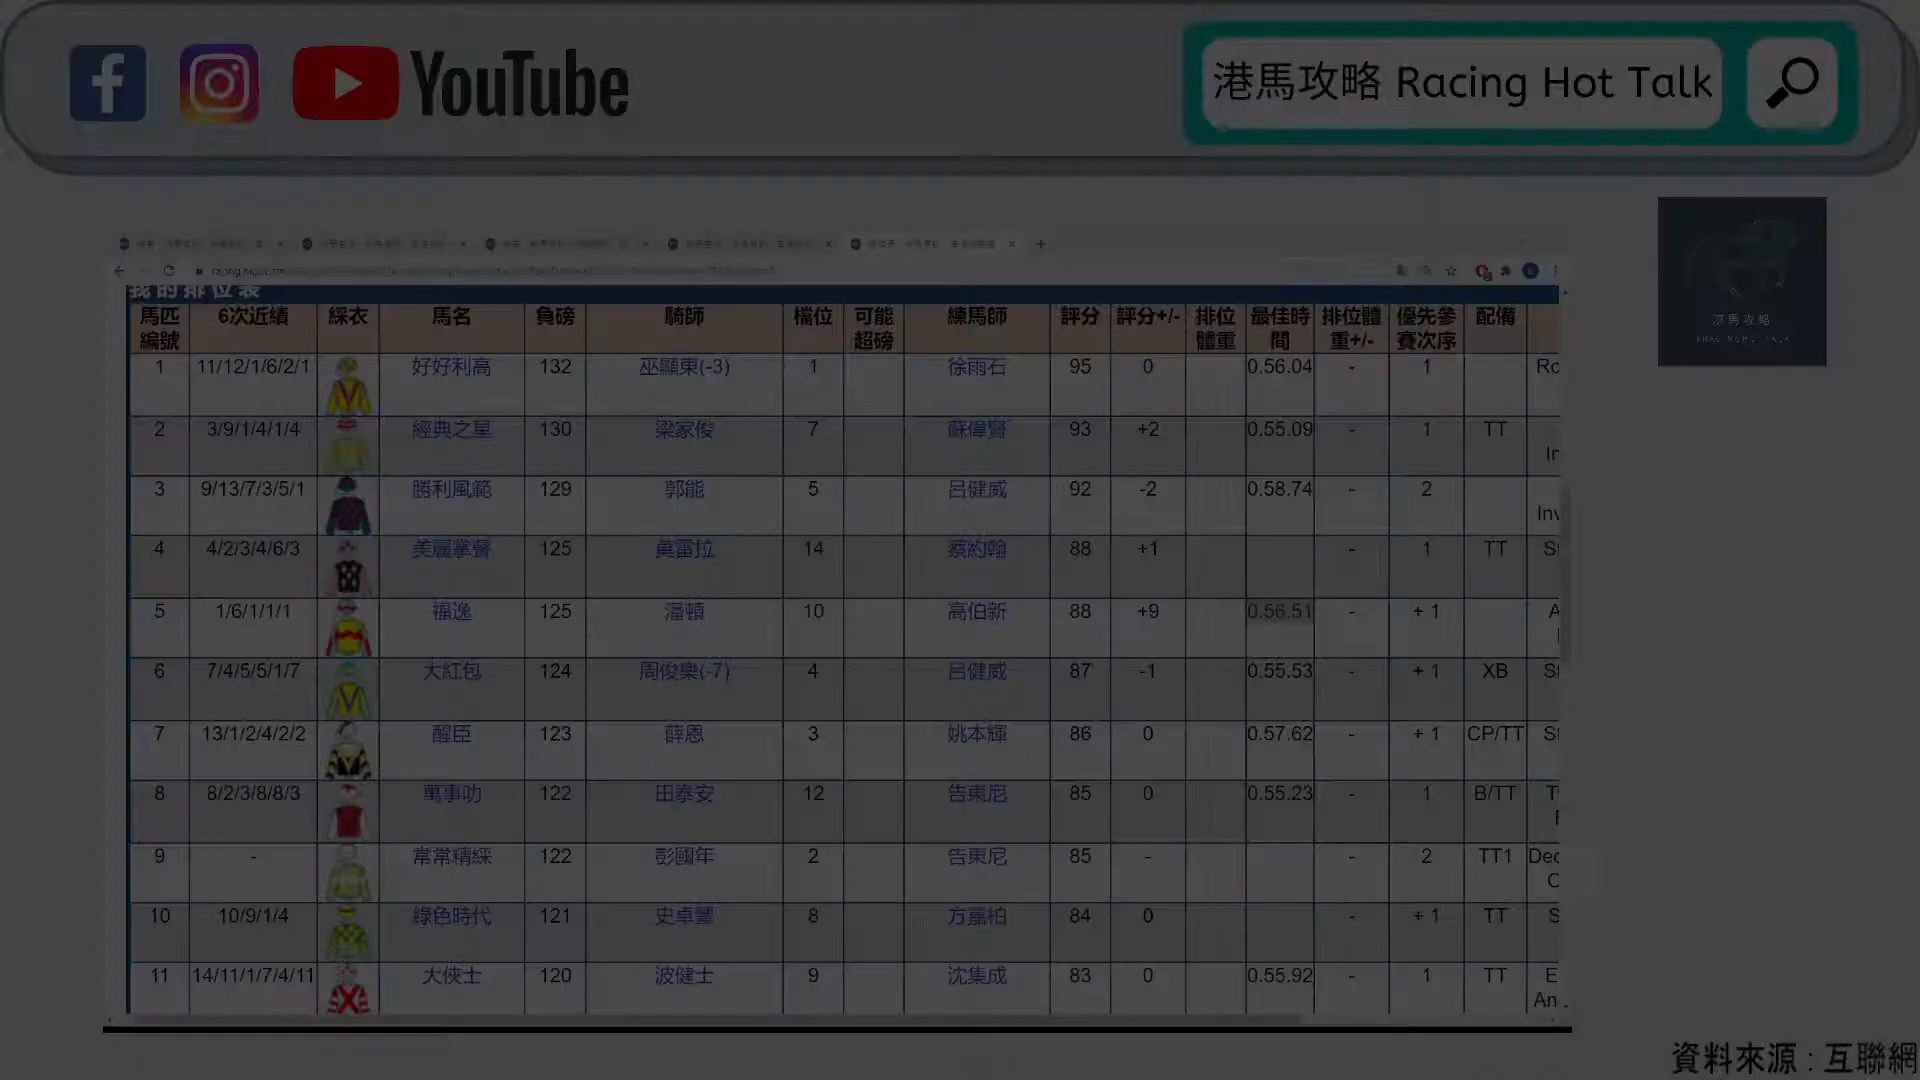 YouTube
港馬攻略 Racing Hot Talk
港馬攻略
我的排位表
馬匹編號 6次近績 綵衣 馬名 負磅 騎師 檔位 可能超磅 練馬師 評分 評分+/- 排位體重 最佳時間 排位體重+/- 優先參賽次序 配備
1 11/12/1/6/2/1 好好利高 132 巫顯東(-3) 1 徐雨石 95 0 0.56.04 - 1 Ro
2 3/9/1/4/1/4 經典之星 130 梁家俊 7 蘇偉賢 93 +2 0.55.09 - 1 TT In
3 9/13/7/3/5/1 勝利風範 129 郭能 5 呂健威 92 -2 0.58.74 - 2 Inv
4 4/2/3/4/6/3 美麗掌聲 125 莫雷拉 14 蔡約翰 88 +1 - 1 TT S
5 1/6/1/1/1 福逸 125 潘頓 10 高伯新 88 +9 0.56.51 - + 1 A
6 7/4/5/5/1/7 大紅包 124 周俊樂(-7) 4 呂健威 87 -1 0.55.53 - + 1 XB S
7 13/1/2/4/2/2 醒臣 123 薛恩 3 姚本輝 86 0 0.57.62 - + 1 CP/TT S
8 8/2/3/8/8/3 萬事叻 122 田泰安 12 告東尼 85 0 0.55.23 - 1 B/TT T
9 - 常常精綵 122 彭國年 2 告東尼 85 - - 2 TT1 Dec
10 10/9/1/4 綠色時代 121 史卓豐 8 方嘉柏 84 0 - + 1 TT S
11 14/11/1/7/4/11 大俠士 120 波健士 9 沈集成 83 0 0.55.92 - 1 TT E
An
資料來源 : 互聯網